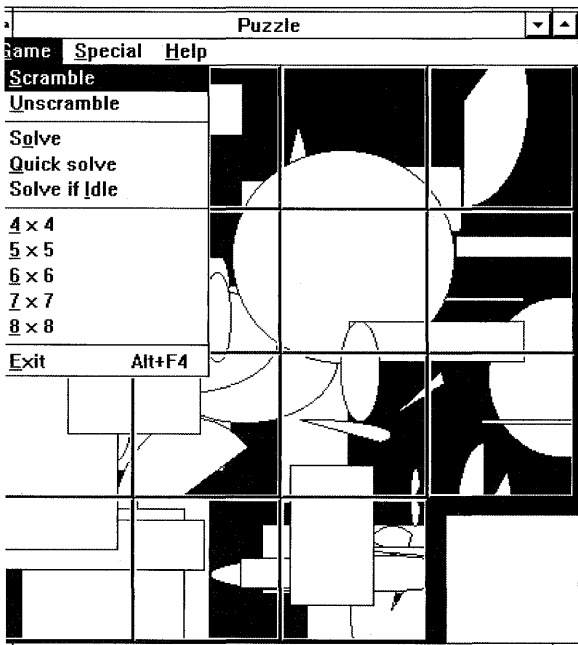 Puzzle
Game Special Help
Scramble
Unscramble
Solve
Quick solve
Solve if Idle
4 × 4
5 × 5
6 × 6
7 × 7
8 × 8
Exit Alt+F4